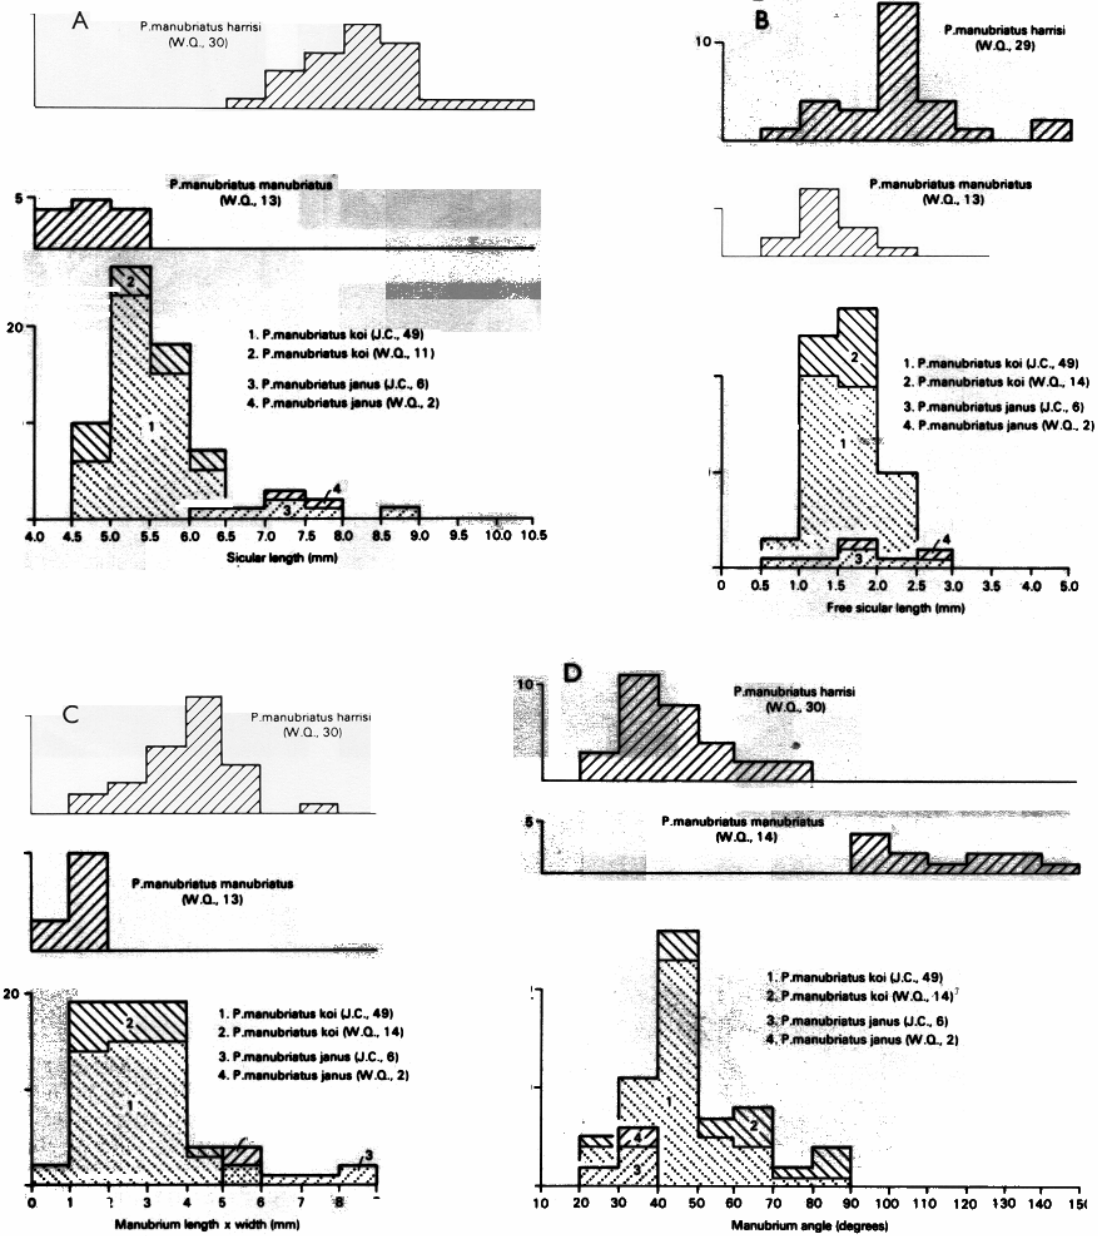 A
P.manubriatus harrisi
(W.Q., 30)
P.manubriatus manubriatus
(W.Q., 13)
5
2
20
1. P.manubriatus koi (J.C., 49)
2. P.manubriatus koi (W.Q., 11)
3. P.manubriatus janus (J.C., 6)
4. P.manubriatus janus (W.Q., 2)
1
4
3
4.0 4.5 5.0 5.5 6.0 6.5 7.0 7.5 8.0 8.5 9.0 9.5 10.0 10.5
Sicular length (mm)
B
P.manubriatus harrisi
(W.Q., 29)
10
P.manubriatus manubriatus
(W.Q., 13)
2
1. P.manubriatus koi (J.C., 49)
2. P.manubriatus koi (W.Q., 14)
3. P.manubriatus janus (J.C., 6)
4. P.manubriatus janus (W.Q., 2)
1
4
3
0 0.5 1.0 1.5 2.0 2.5 3.0 3.5 4.0 4.5 5.0
Free sicular length (mm)
C
P.manubriatus harrisi
(W.Q., 30)
P.manubriatus manubriatus
(W.Q., 13)
20
2
1. P.manubriatus koi (J.C., 49)
2. P.manubriatus koi (W.Q., 14)
3. P.manubriatus janus (J.C., 6)
4. P.manubriatus janus (W.Q., 2)
1
3
0 1 2 3 4 5 6 7 8
Manubrium length x width (mm)
D
10
P.manubriatus harrisi
(W.Q., 30)
5
P.manubriatus manubriatus
(W.Q., 14)
1. P.manubriatus koi (J.C., 49)
2. P.manubriatus koi (W.Q., 14)
3. P.manubriatus janus (J.C., 6)
4. P.manubriatus janus (W.Q., 2)
1
2
4
3
10 20 30 40 50 60 70 80 90 100 110 120 130 140 150
Manubrium angle (degrees)